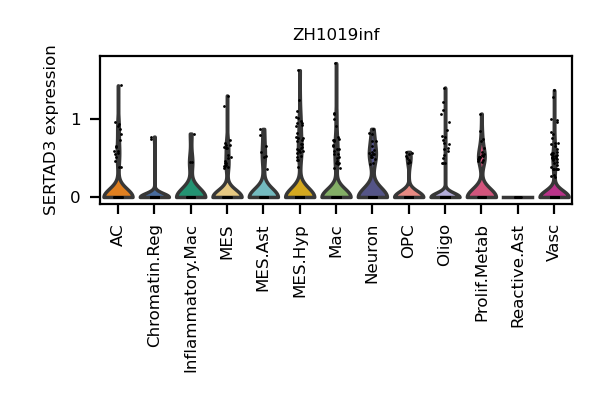 ZH1019inf
SERTAD3 expression
1
0
AC
Chromatin.Reg
Inflammatory.Mac
MES
MES.Ast
MES.Hyp
Mac
Neuron
OPC
Oligo
Prolif.Metab
Reactive.Ast
Vasc